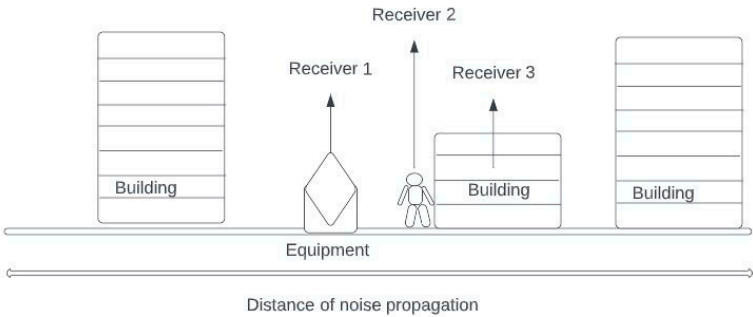 Receiver 2
Receiver 1
Receiver 3
Building
Building
Building
Equipment
Distance of noise propagation